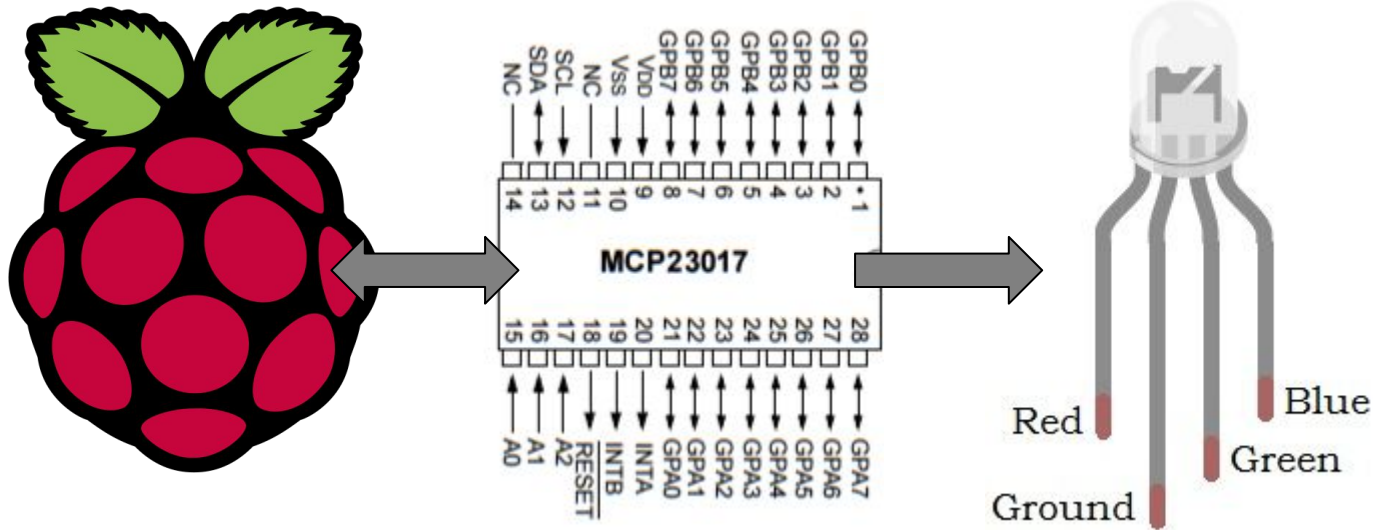 NC
SDA
SCL
NC
VSS
VDD
GPB7
GPB6
GPB5
GPB4
GPB3
GPB2
GPB1
GPB0
14
13
12
11
10
9
8
7
6
5
4
3
2
• 1
MCP23017
15
16
17
18
19
20
21
22
23
24
25
26
27
28
A0
A1
A2
RESET
INTB
INTA
GPA0
GPA1
GPA2
GPA3
GPA4
GPA5
GPA6
GPA7
Red
Blue
Green
Ground